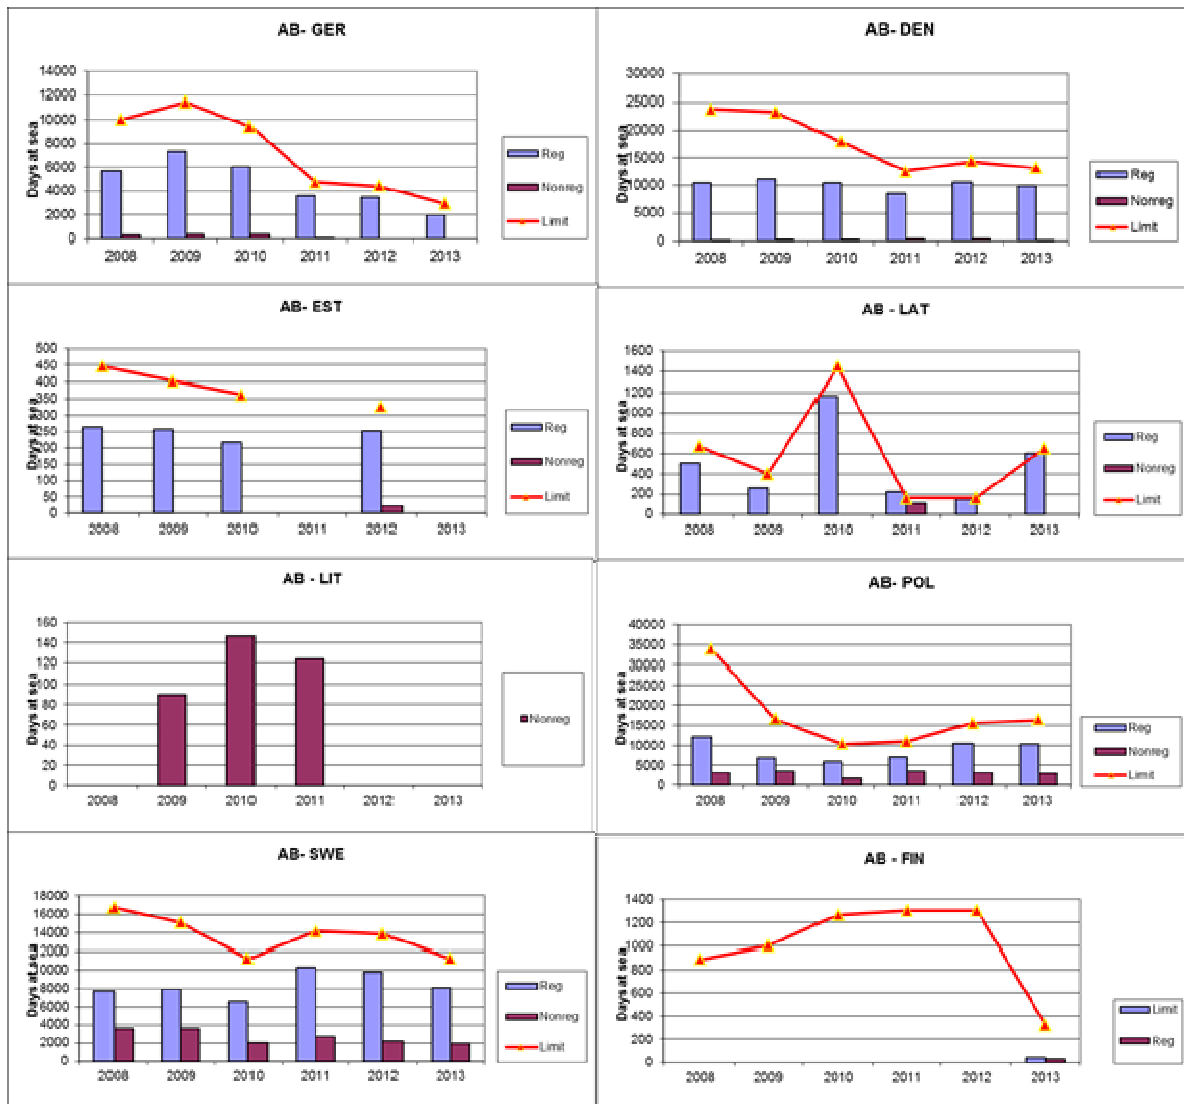 AB- GER
Days at sea
14000
12000
10000
8000
6000
4000
2000
0
2008 2009 2010 2011 2012 2013
Reg
Nonreg
Limit
AB- DEN
Days at sea
30000
25000
20000
15000
10000
5000
0
2008 2009 2010 2011 2012 2013
Reg
Nonreg
Limit
AB- EST
Days at sea
500
450
400
350
300
250
200
150
100
50
0
2008 2009 2010 2011 2012 2013
Reg
Nonreg
Limit
AB - LAT
Days at sea
1600
1400
1200
1000
800
600
400
200
0
2008 2009 2010 2011 2012 2013
Reg
Nonreg
Limit
AB - LIT
Days at sea
160
140
120
100
80
60
40
20
0
2008 2009 2010 2011 2012 2013
Nonreg
AB- POL
Days at sea
40000
35000
30000
25000
20000
15000
10000
5000
0
2008 2009 2010 2011 2012 2013
Reg
Nonreg
Limit
AB- SWE
Days at sea
18000
16000
14000
12000
10000
8000
6000
4000
2000
0
2008 2009 2010 2011 2012 2013
Reg
Nonreg
Limit
AB - FIN
Days at sea
1400
1200
1000
800
600
400
200
0
2008 2009 2010 2011 2012 2013
Limit
Reg